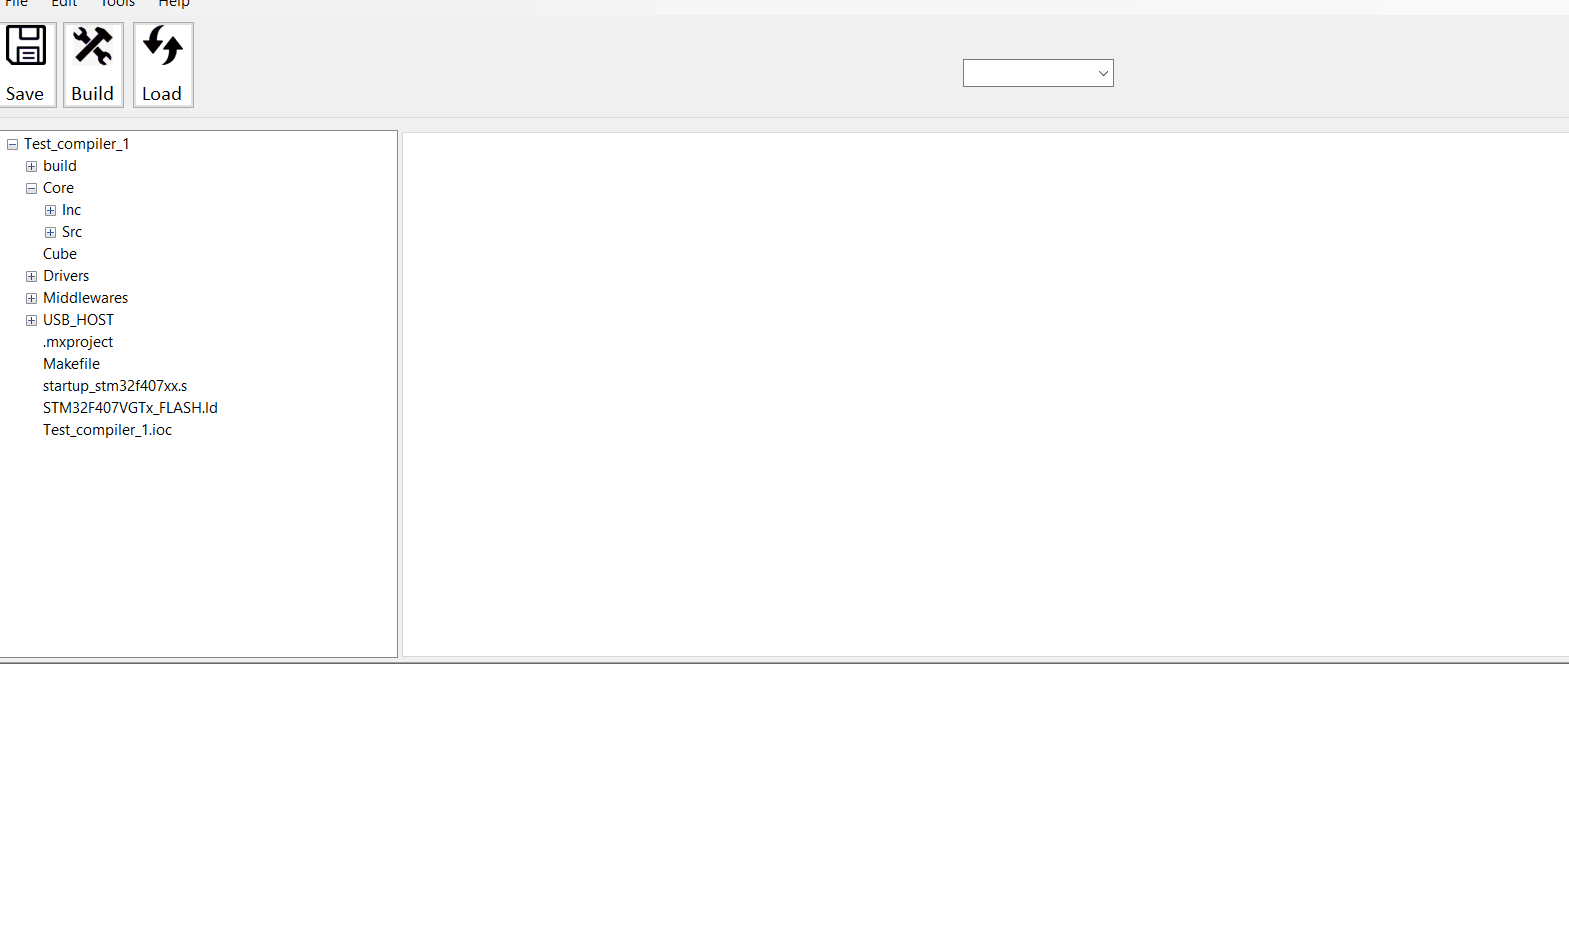 File Edit Tools Help
Save Build Load
Test_compiler_1
build
Core
Inc
Src
Cube
Drivers
Middlewares
USB_HOST
.mxproject
Makefile
startup_stm32f407xx.s
STM32F407VGTx_FLASH.ld
Test_compiler_1.ioc